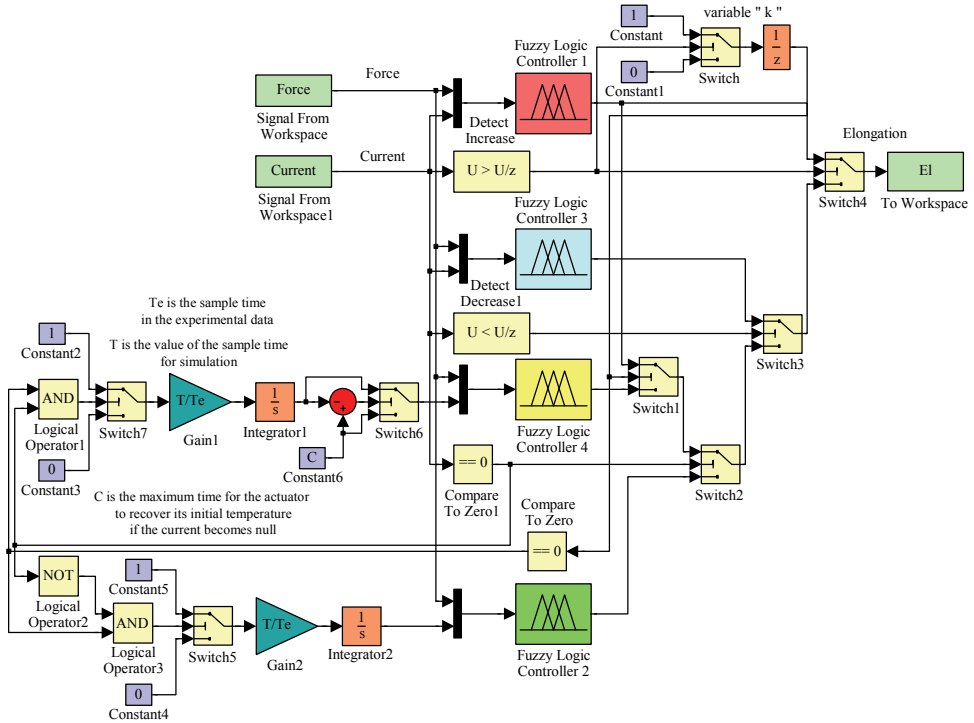 variable " k "
1
Constant
0
Constant1
Switch
1
z
Fuzzy Logic
Controller 1
Force
Force
Signal From
Workspace
Detect
Increase
Current
Current
Signal From
Workspace1
U > U/z
Elongation
Switch4
El
To Workspace
Fuzzy Logic
Controller 3
Detect
Decrease1
U < U/z
Switch3
Te is the sample time
in the experimental data
T is the value of the sample time
for simulation
1
Constant2
AND
Logical
Operator1
0
Constant3
Switch7
T/Te
Gain1
1
s
Integrator1
-
+
C
Constant6
Switch6
Fuzzy Logic
Controller 4
Switch1
== 0
Compare
To Zero1
Switch2
C is the maximum time for the actuator
to recover its initial temperature
if the current becomes null
Compare
To Zero
== 0
NOT
Logical
Operator2
1
Constant5
AND
Logical
Operator3
0
Constant4
Switch5
T/Te
Gain2
1
s
Integrator2
Fuzzy Logic
Controller 2